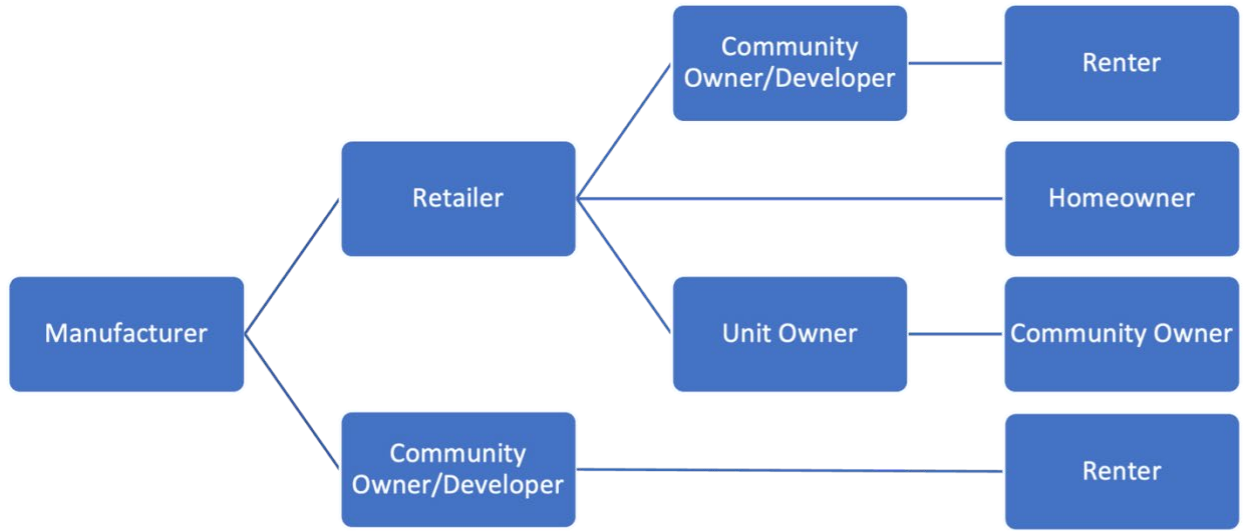 Community
Owner/Developer
Renter
Retailer
Homeowner
Manufacturer
Unit Owner
Community Owner
Community
Owner/Developer
Renter